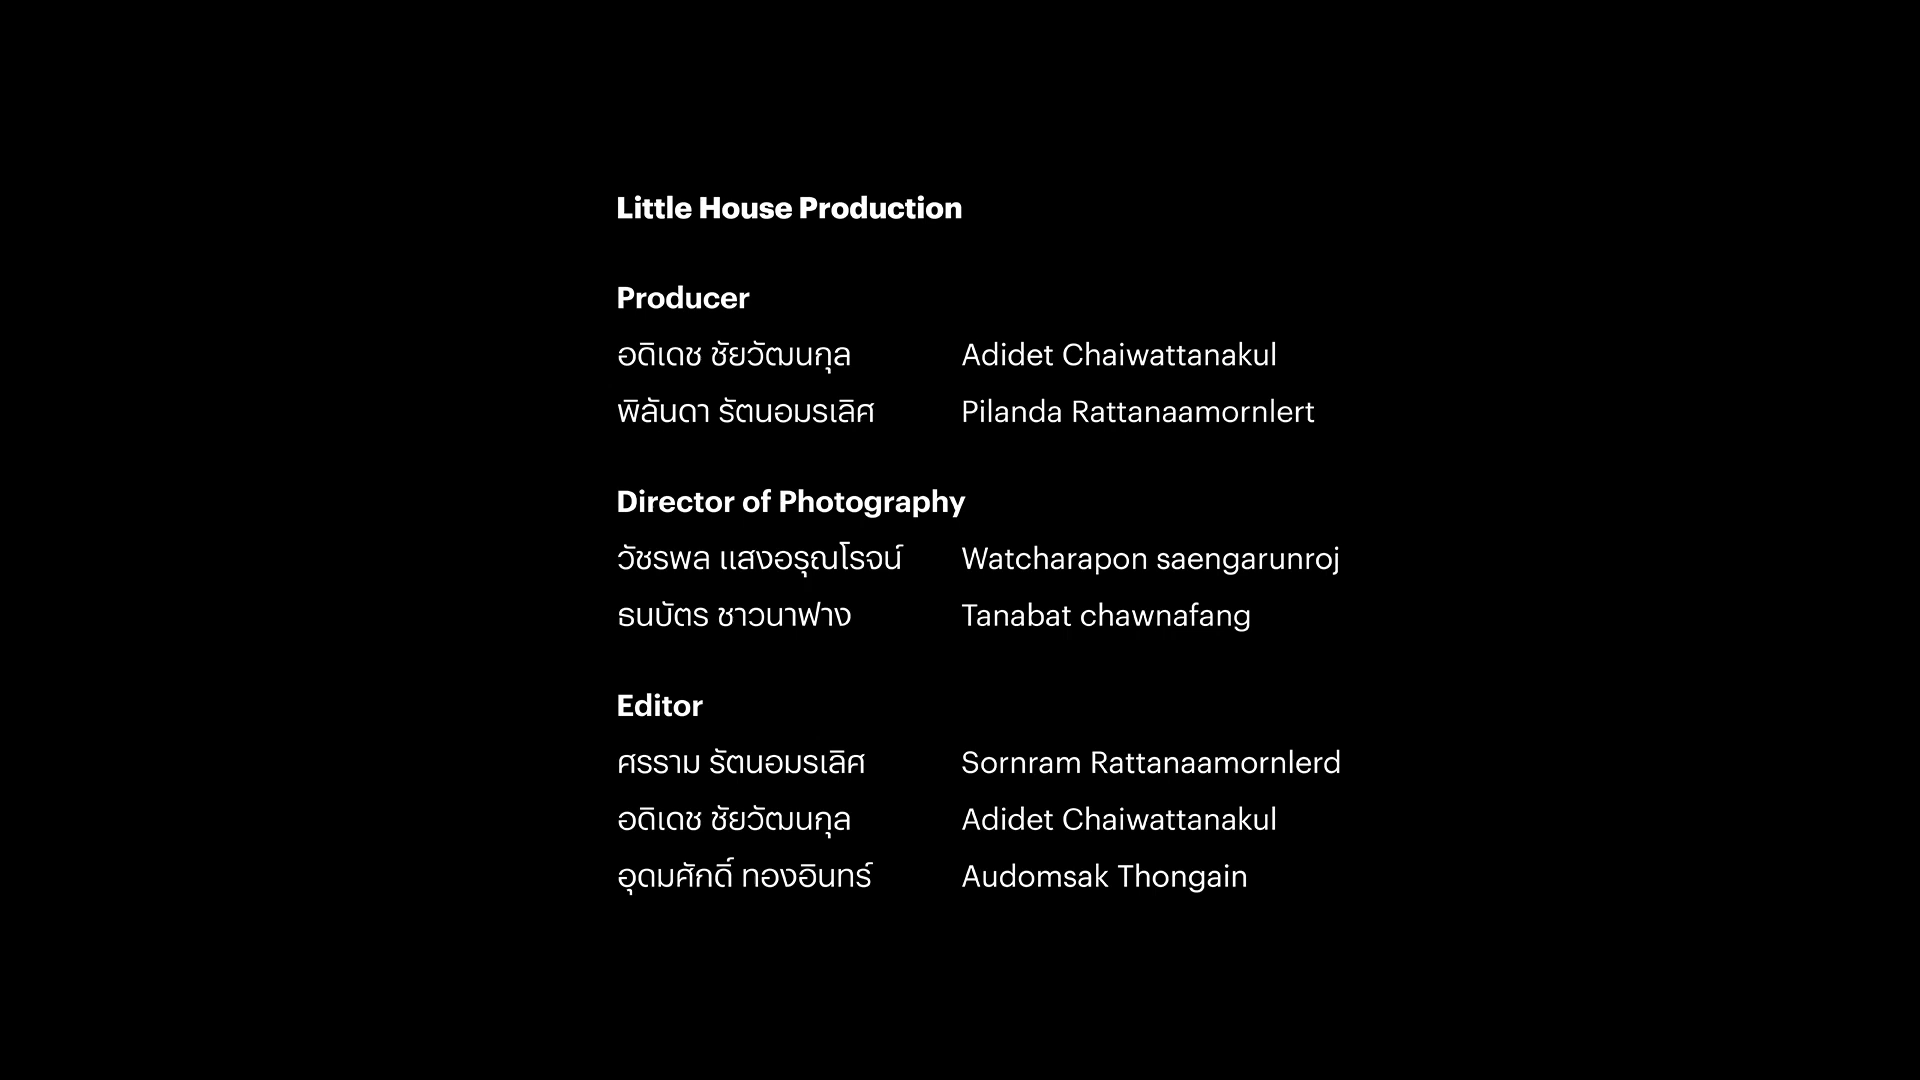 Little House Production
Producer
อดิเดช ชัยวัฒนกุล Adidet Chaiwattanakul
พิลันดา รัตนอมรเลิศ Pilanda Rattanaamornlert
Director of Photography
วัชรพล แสงอรุณโรจน์ Watcharapon saengarunroj
ธนบัตร ชาวนาฟาง Tanabat chawnafang
Editor
ศรราม รัตนอมรเลิศ Sornram Rattanaamornlerd
อดิเดช ชัยวัฒนกุล Adidet Chaiwattanakul
อุดมศักดิ์ ทองอินทร์ Audomsak Thongain